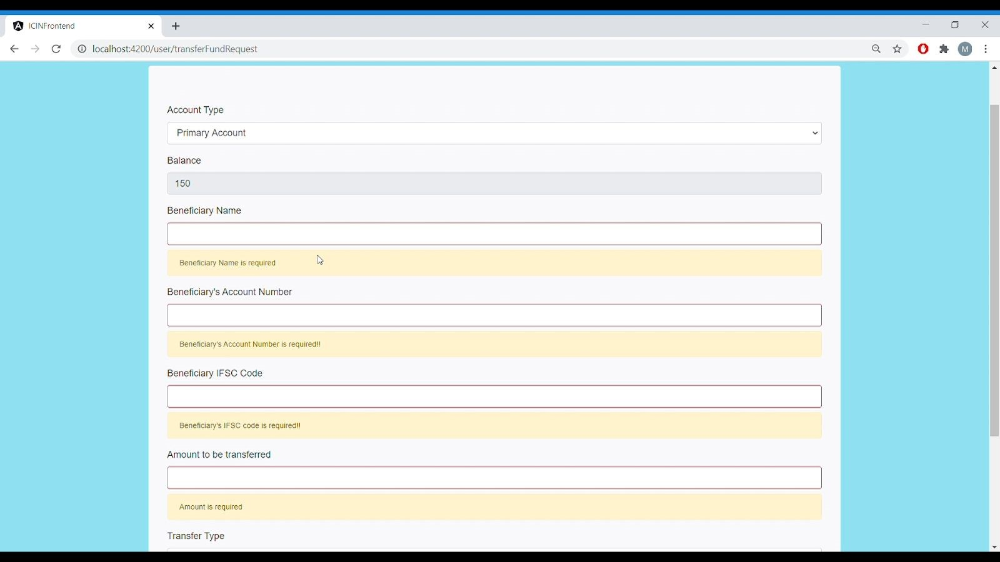 ICINFrontend
localhost:4200/user/transferFundRequest
M
Account Type
Primary Account
Balance
150
Beneficiary Name
Beneficiary Name is required
Beneficiary's Account Number
Beneficiary's Account Number is required!!
Beneficiary IFSC Code
Beneficiary's IFSC code is required!!
Amount to be transferred
Amount is required
Transfer Type